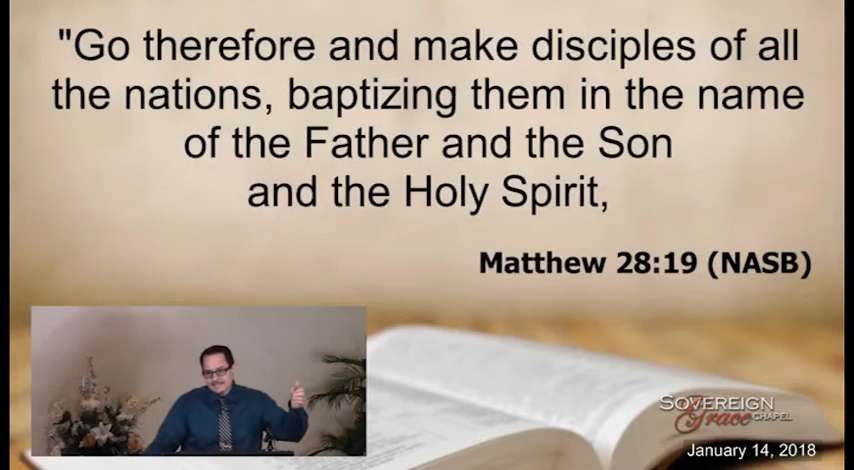 "Go therefore and make disciples of all
the nations, baptizing them in the name
of the Father and the Son
and the Holy Spirit,
Matthew 28:19 (NASB)
SOVEREIGN
Grace CHAPEL
January 14, 2018